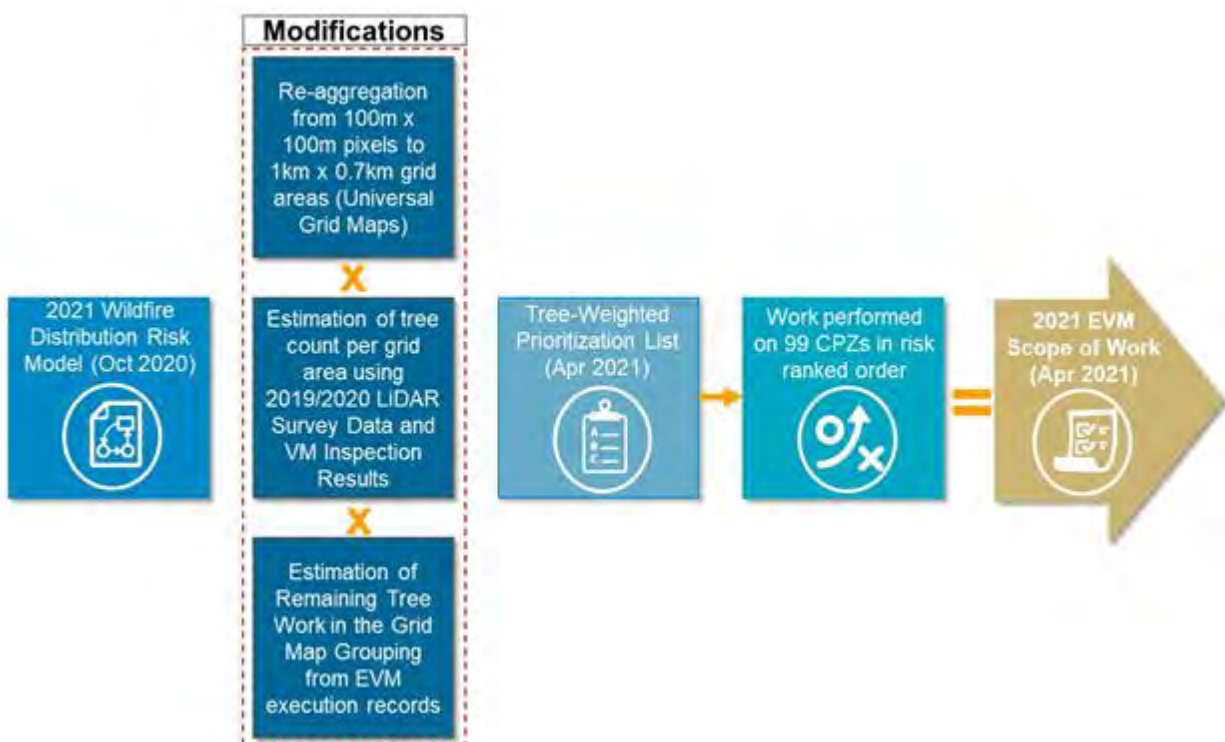 Modifications
Re-aggregation
from 100m x
100m pixels to
1km x 0.7km grid
areas (Universal
Grid Maps)
X
2021 Wildfire
Distribution Risk
Model (Oct 2020)
Estimation of tree
count per grid
area using
2019/2020 LiDAR
Survey Data and
VM Inspection
Results
X
Estimation of
Remaining Tree
Work in the Grid
Map Grouping
from EVM
execution records
Tree-Weighted
Prioritization List
(Apr 2021)
A
B
C
Work performed
on 99 CPZs in risk
ranked order
=
2021 EVM
Scope of Work
(Apr 2021)